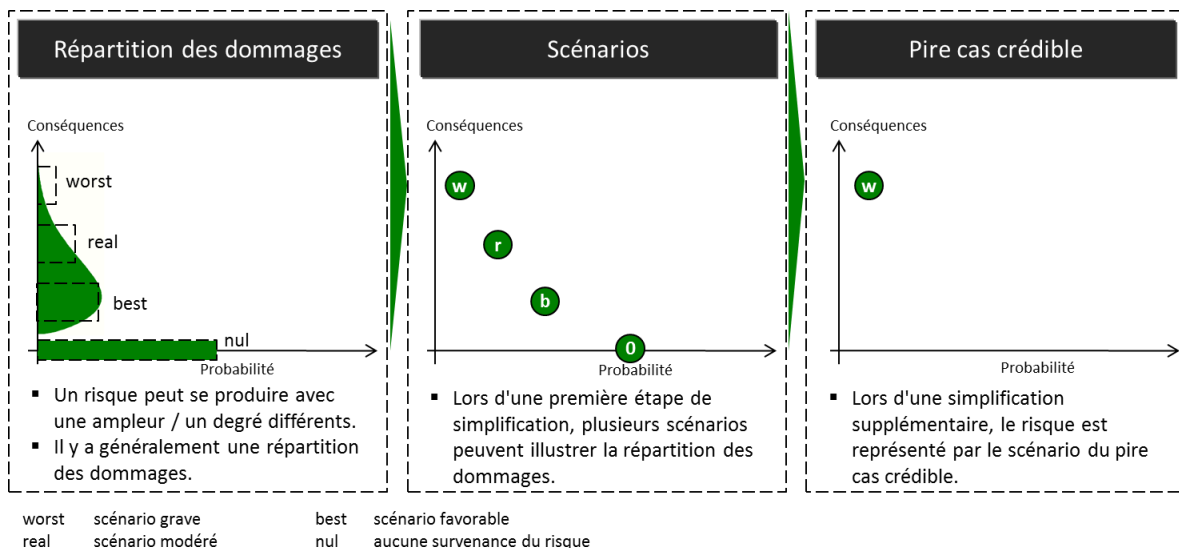 Répartition des dommages
Conséquences
worst
real
best
nul
Probabilité
▪ Un risque peut se produire avec
une ampleur / un degré différents.
▪ Il y a généralement une répartition
des dommages.
Scénarios
Conséquences
w
r
b
0
Probabilité
▪ Lors d'une première étape de
simplification, plusieurs scénarios
peuvent illustrer la répartition des
dommages.
Pire cas crédible
Conséquences
w
Probabilité
▪ Lors d'une simplification
supplémentaire, le risque est
représenté par le scénario du pire
cas crédible.
worst scénario grave best scénario favorable
real scénario modéré nul aucune survenance du risque